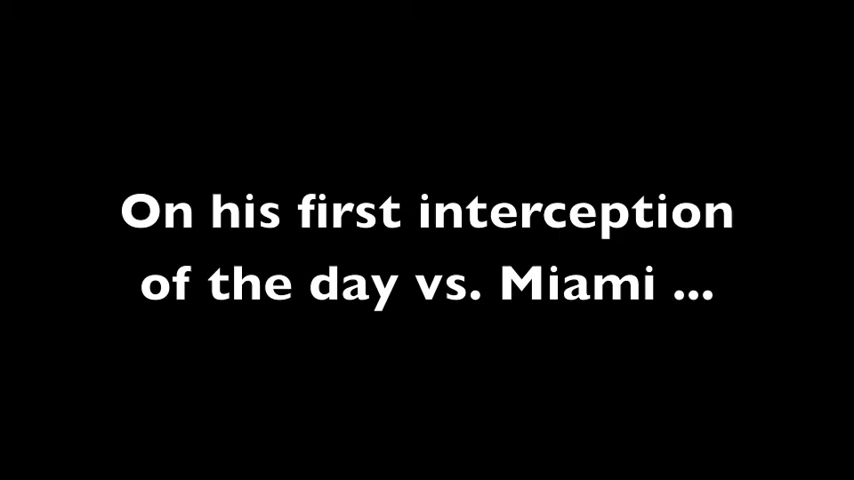 On his first interception
of the day vs. Miami ...